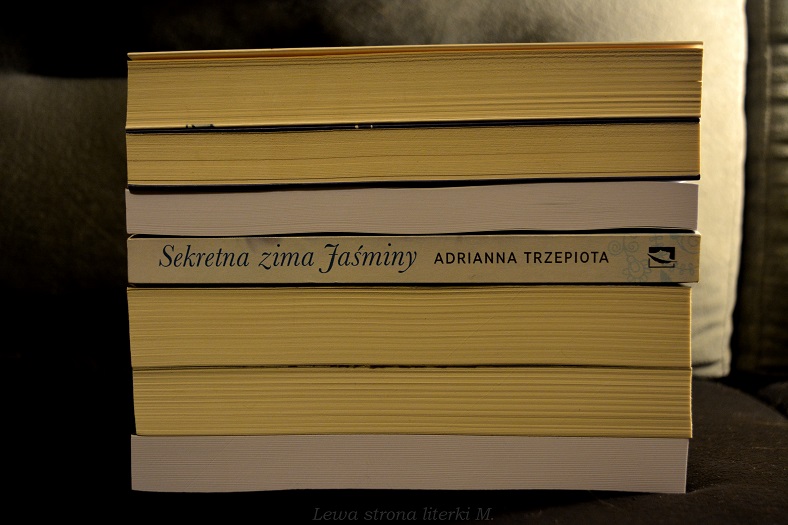 Sekretna zima Jaśminy ADRIANNA TRZEPIOTA
Lewa strona literki M.